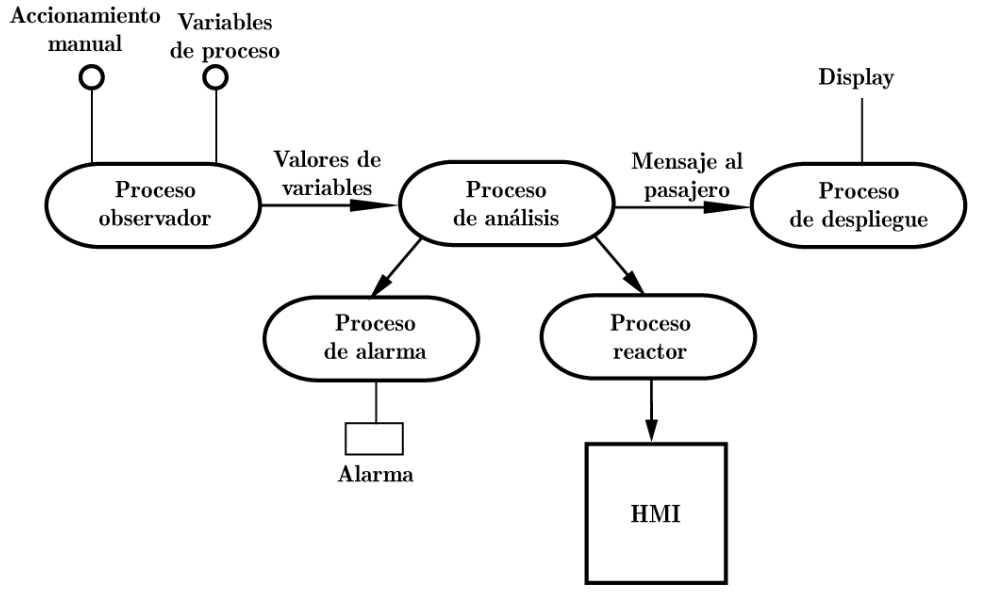 Accionamiento
manual
Variables
de proceso
Display
Valores de
variables
Mensaje al
pasajero
Proceso
observador
Proceso
de análisis
Proceso
de despliegue
Proceso
de alarma
Proceso
reactor
Alarma
HMI